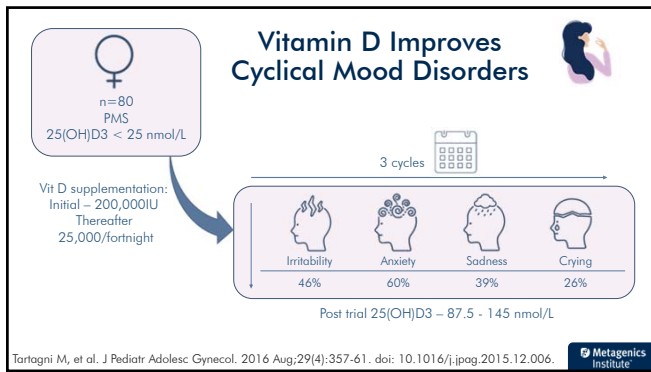 Vitamin D Improves
Cyclical Mood Disorders
n=80
PMS
25(OH)D3 < 25 nmol/L
3 cycles
Vit D supplementation:
Initial – 200,000IU
Thereafter
25,000/fortnight
Irritability Anxiety Sadness Crying
46% 60% 39% 26%
Post trial 25(OH)D3 – 87.5 - 145 nmol/L
Tartagni M, et al. J Pediatr Adolesc Gynecol. 2016 Aug;29(4):357-61. doi: 10.1016/j.jpag.2015.12.006.
Metagenics
Institute